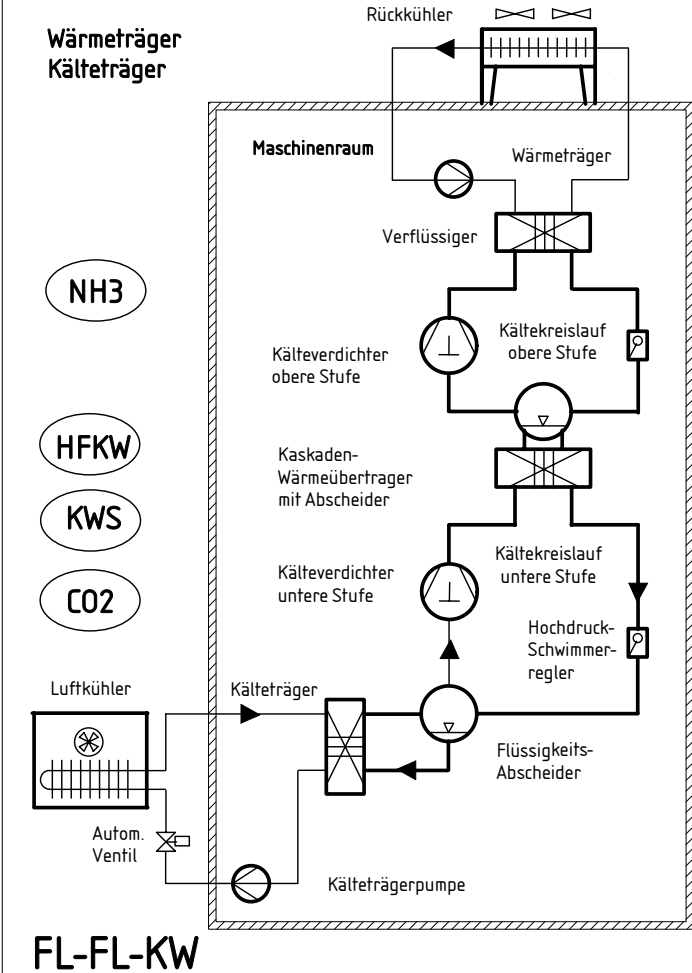 Wärmeträger
Kälteträger
Rückkühler
Maschinenraum
Wärmeträger
Verflüssiger
NH3
Kälteverdichter
obere Stufe
Kältekreislauf
obere Stufe
HFKW
Kaskaden-
Wärmeübertrager
mit Abscheider
KWS
Kälteverdichter
untere Stufe
Kältekreislauf
untere Stufe
CO2
Hochdruck-
Schwimmer-
regler
Luftkühler
Kälteträger
Flüssigkeits-
Abscheider
Autom.
Ventil
Kälteträgerpumpe
FL-FL-KW